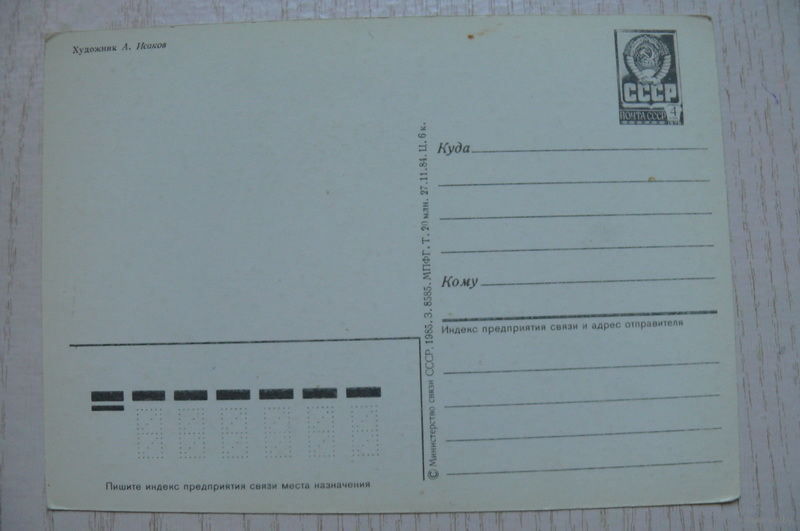 Художник А. Исаков
СССР
ПОЧТА СССР 4
Куда
Кому
Индекс предприятия связи и адрес отправителя
© Министерство связи СССР, 1985. З. 8585. МПФГ. Т. 20 млн. 27.11.84. Ц. 6 к.
Пишите индекс предприятия связи места назначения